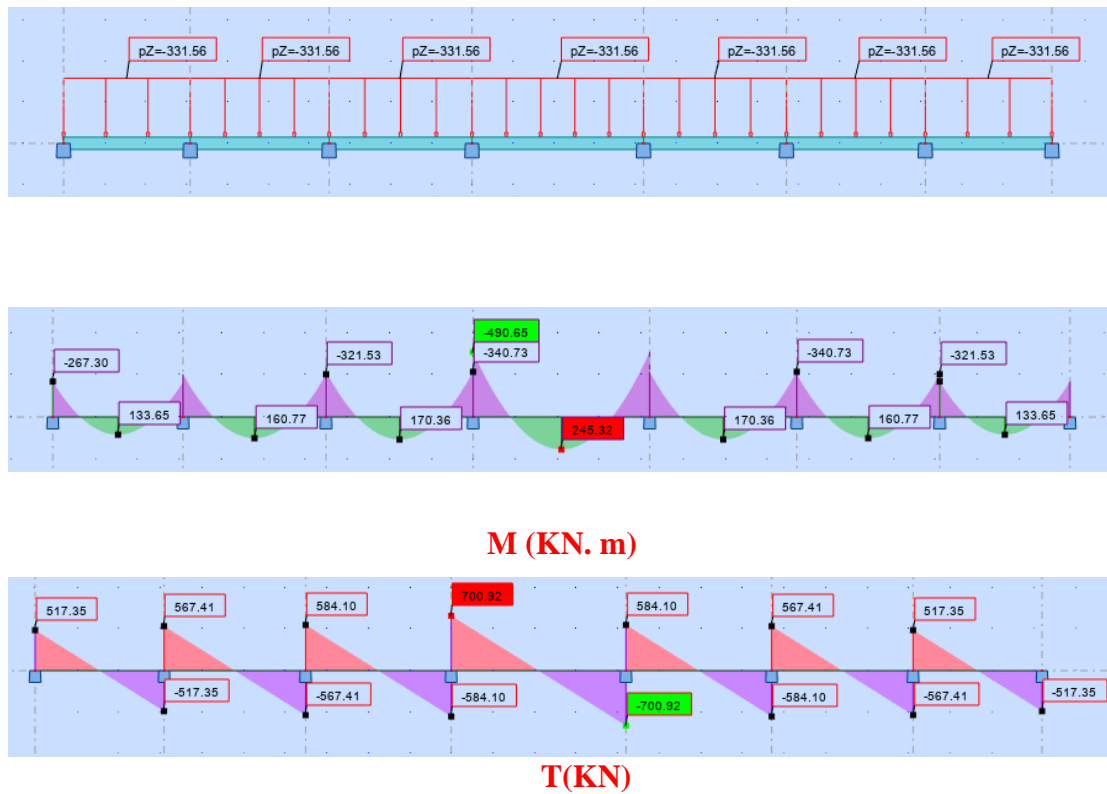 pZ=-331.56 pZ=-331.56 pZ=-331.56 pZ=-331.56 pZ=-331.56 pZ=-331.56 pZ=-331.56
-490.65
-267.30 -321.53 -340.73 -340.73 -321.53
133.65 160.77 170.36 245.32 170.36 160.77 133.65
M (KN. m)
517.35 567.41 584.10 700.92 584.10 567.41 517.35
-517.35 -567.41 -584.10 -700.92 -584.10 -567.41 -517.35
T(KN)